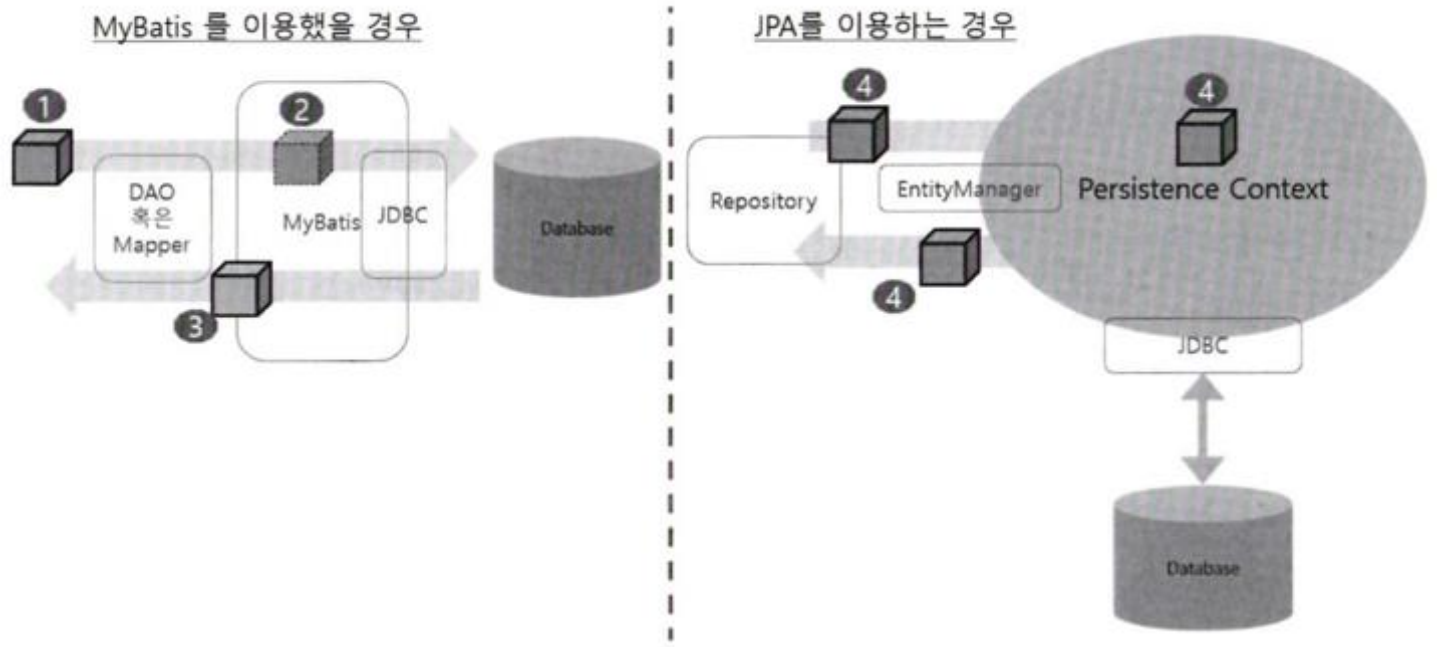 MyBatis 를 이용했을 경우
1
2
DAO
혹은
Mapper
MyBatis
JDBC
Database
3
JPA를 이용하는 경우
4
4
Repository
EntityManager
Persistence Context
4
JDBC
Database